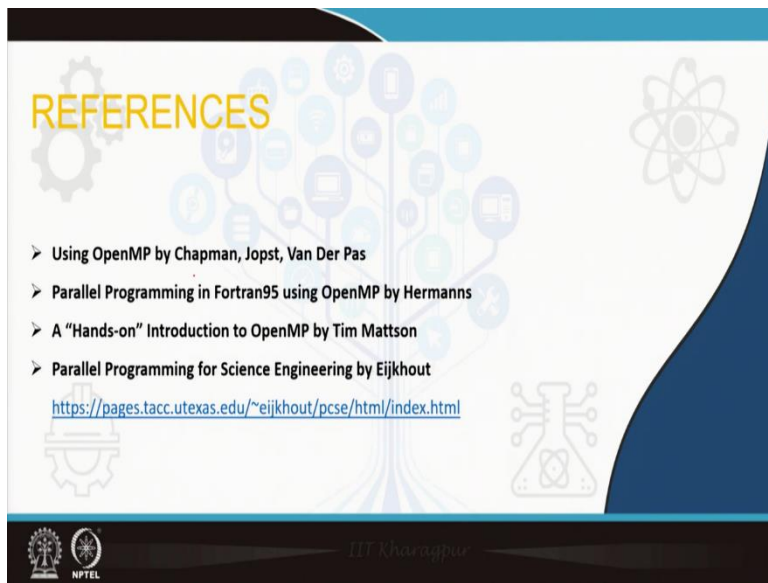 REFERENCES
➢ Using OpenMP by Chapman, Jopst, Van Der Pas
➢ Parallel Programming in Fortran95 using OpenMP by Hermanns
➢ A “Hands-on” Introduction to OpenMP by Tim Mattson
➢ Parallel Programming for Science Engineering by Eijkhout
https://pages.tacc.utexas.edu/~eijkhout/pcse/html/index.html
IIT Kharagpur
NPTEL